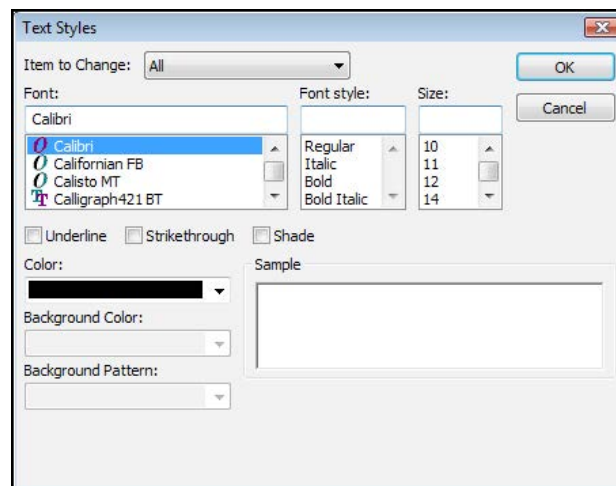 Text Styles
Item to Change: All
OK
Font: Font style: Size:
Cancel
Calibri
Calibri Regular 10
Californian FB Italic 11
Calisto MT Bold 12
Calligraph421 BT Bold Italic 14
Underline Strikethrough Shade
Color: Sample
Background Color:
Background Pattern: